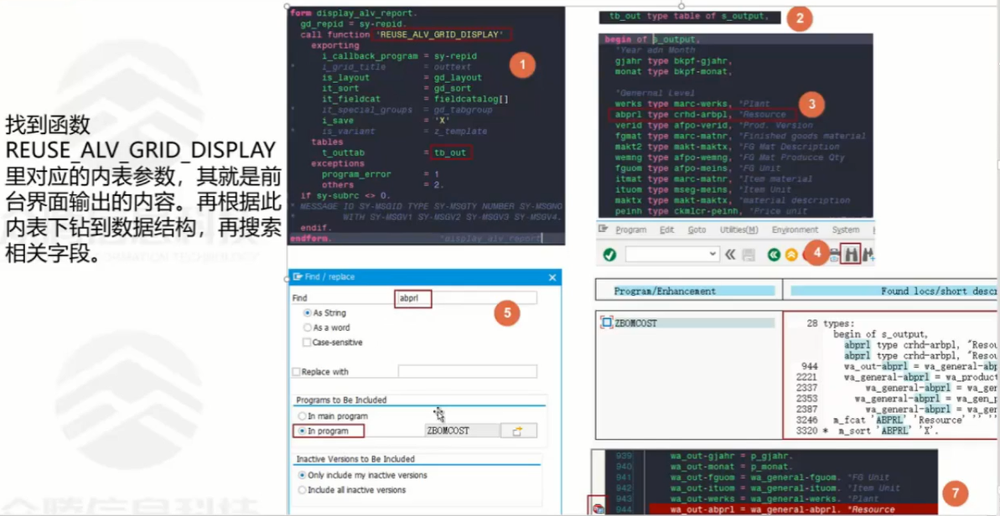 找到函数
REUSE_ALV_GRID_DISPLAY
里对应的内表参数，其就是前
台界面输出的内容。再根据此
内表下钻到数据结构，再搜索
相关字段。
form display_alv_report.
gd_repid = sy-repid.
call function 'REUSE_ALV_GRID_DISPLAY'
exporting
i_callback_program = sy-repid
* i_grid_title = outtext
is_layout = gd_layout
it_sort = gd_sort
it_fieldcat = fieldcatalog[]
* it_special_groups = gd_tabgroup
i_save = 'X'
* is_variant = z_template
tables
t_outtab = tb_out
exceptions
program_error = 1
others = 2.
if sy-subrc <> 0.
* MESSAGE ID SY-MSGID TYPE SY-MSGTY NUMBER SY-MSGNO
* WITH SY-MSGV1 SY-MSGV2 SY-MSGV3 SY-MSGV4.
endif.
endform. "display_alv_report
1
tb_out type table of s_output,
2
begin of s_output,
"Year adn Month
gjahr type bkpf-gjahr,
monat type bkpf-monat,
"Genernal Level
werks type marc-werks, "Plant
abprl type crhd-arbpl, "Resource
verid type afpo-verid, "Prod. Version
fgmat type marc-matnr, "Finished goods material
makt2 type makt-maktx, "FG Mat Description
wemng type afpo-wemng, "FG Mat Producce Qty
fguom type afpo-meins, "FG Unit
itmat type marc-matnr, "Item material
ituom type mseg-meins, "Item Unit
maktx type makt-maktx, "material description
peinh type ckmlcr-peinh, "Price unit
3
Program Edit Goto Utilities(M) Environment System H
4
Find / replace
Find abprl
As String
As a word
Case-sensitive
Replace with
Programs to Be Included
In main program
In program ZBOMCOST
Inactive Versions to Be Included
Only include my inactive versions
Include all inactive versions
5
Program/Enhancement Found locs/short descr
ZBOMCOST
28 types:
begin of s_output,
abprl type crhd-arbpl, "Resou
abprl type crhd-arbpl, "Resou
944 wa_out-abprl = wa_general-abp
2221 wa_general-abprl = wa_product
2337 wa_general-abprl = wa_gen
2353 wa_general-abprl = wa_gen_p
2387 wa_general-abprl = wa_gen
3246 m_fcat 'ABPRL' 'Resource' '' '
3320 * m_sort 'ABPRL' 'X'.
939 wa_out-gjahr = p_gjahr.
940 wa_out-monat = p_monat.
941 wa_out-fguom = wa_general-fguom. "FG Unit
942 wa_out-ituom = wa_general-ituom. "Item Unit
943 wa_out-werks = wa_general-werks. "Plant
944 wa_out-abprl = wa_general-abprl. "Resource
7